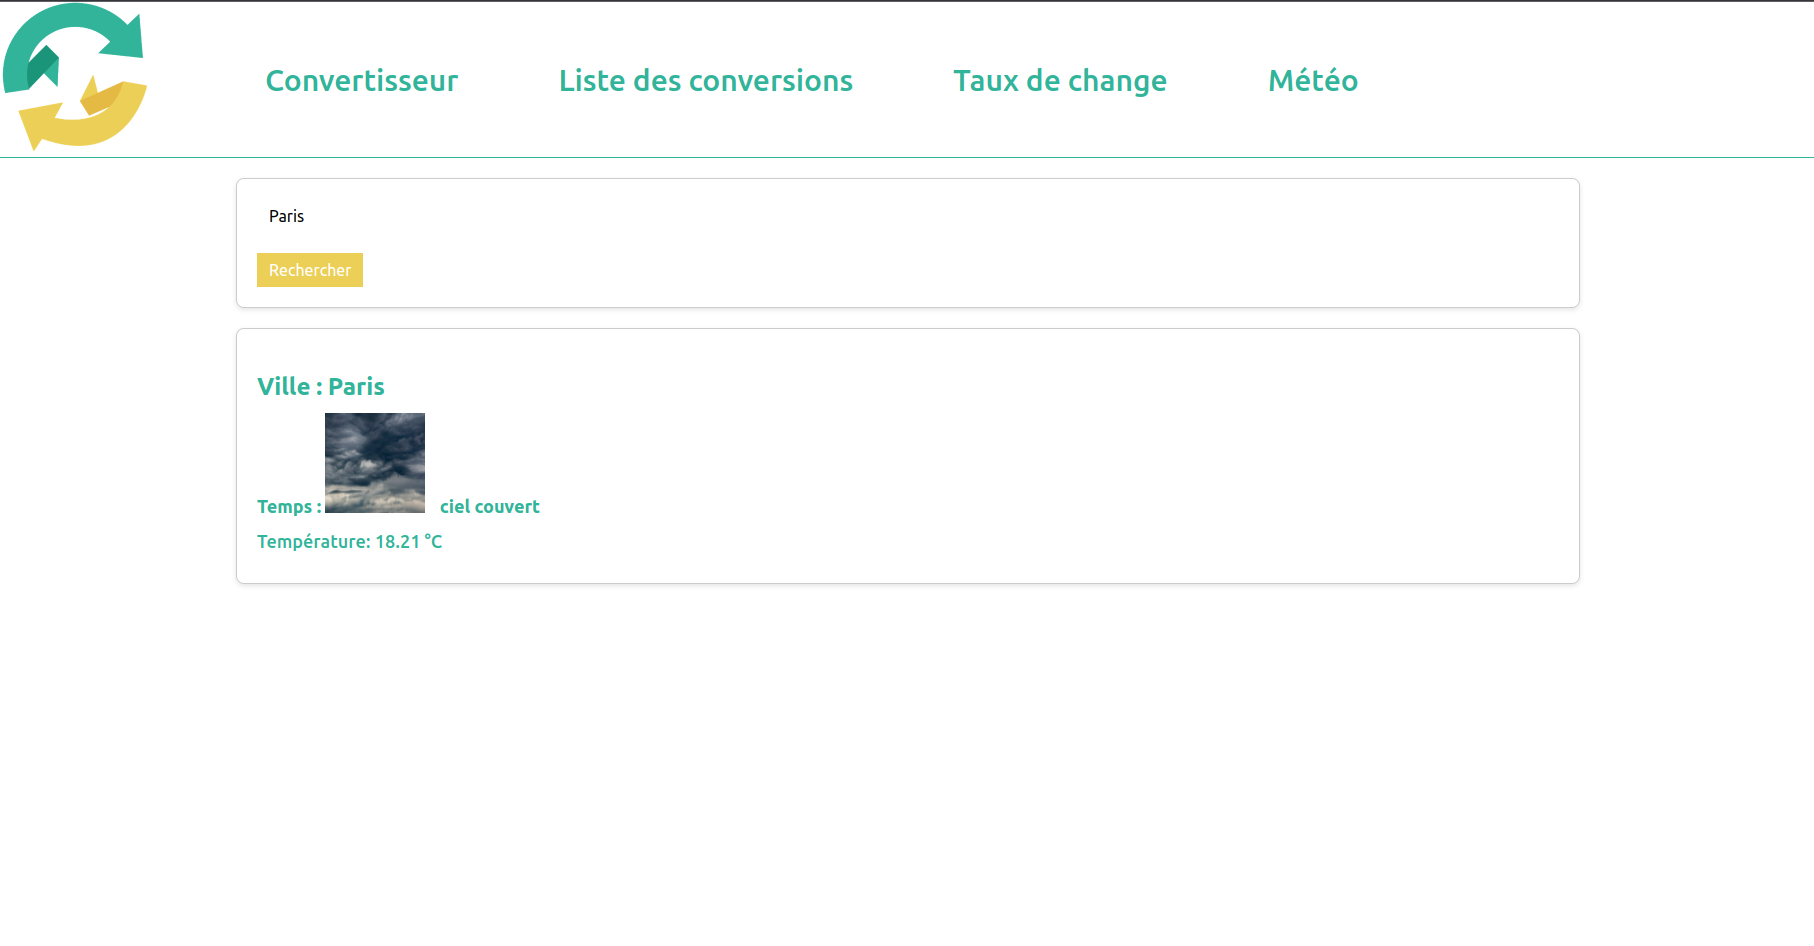 Convertisseur Liste des conversions Taux de change Météo
Paris
Rechercher
Ville : Paris
Temps : ciel couvert
Température: 18.21 °C